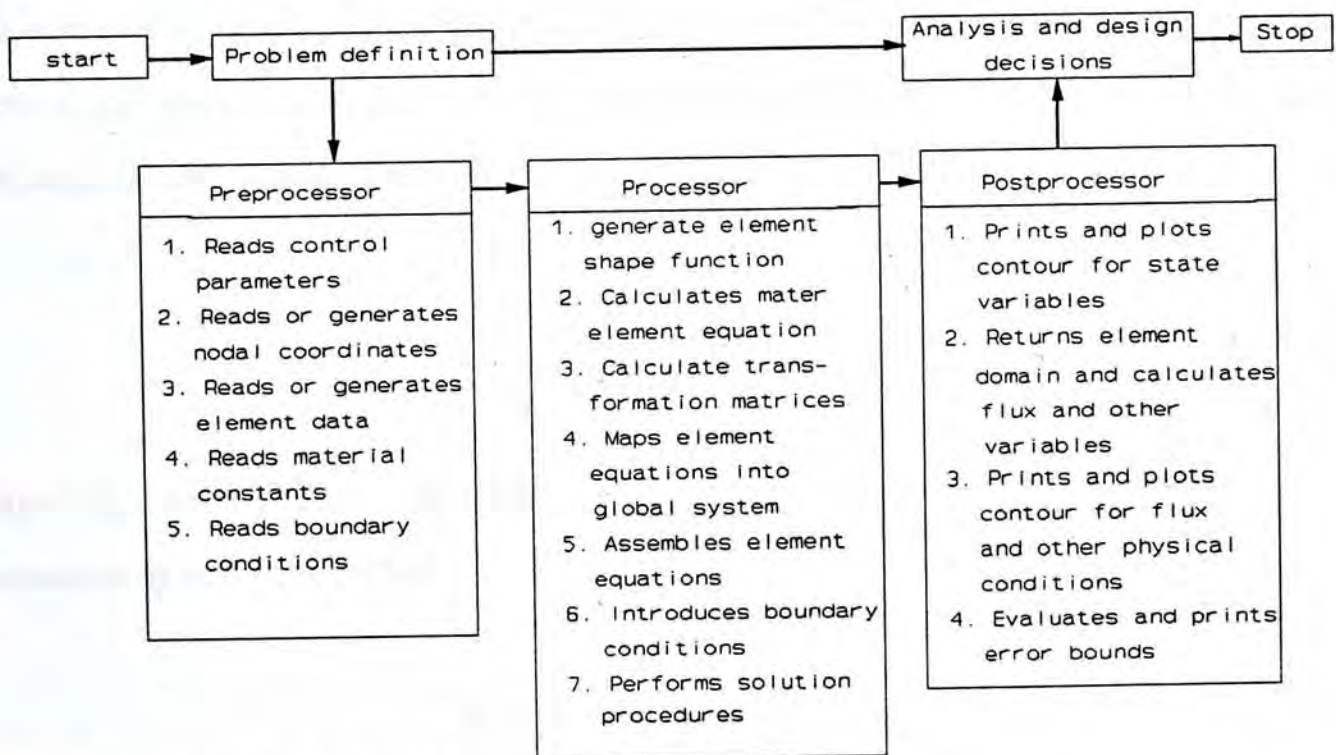 start
Problem definition
Analysis and design
decisions
Stop
Preprocessor
1. Reads control
parameters
2. Reads or generates
nodal coordinates
3. Reads or generates
element data
4. Reads material
constants
5. Reads boundary
conditions
Processor
1. generate element
shape function
2. Calculates mater
element equation
3. Calculate trans-
formation matrices
4. Maps element
equations into
global system
5. Assembles element
equations
6. Introduces boundary
conditions
7. Performs solution
procedures
Postprocessor
1. Prints and plots
contour for state
variables
2. Returns element
domain and calculates
flux and other
variables
3. Prints and plots
contour for flux
and other physical
conditions
4. Evaluates and prints
error bounds